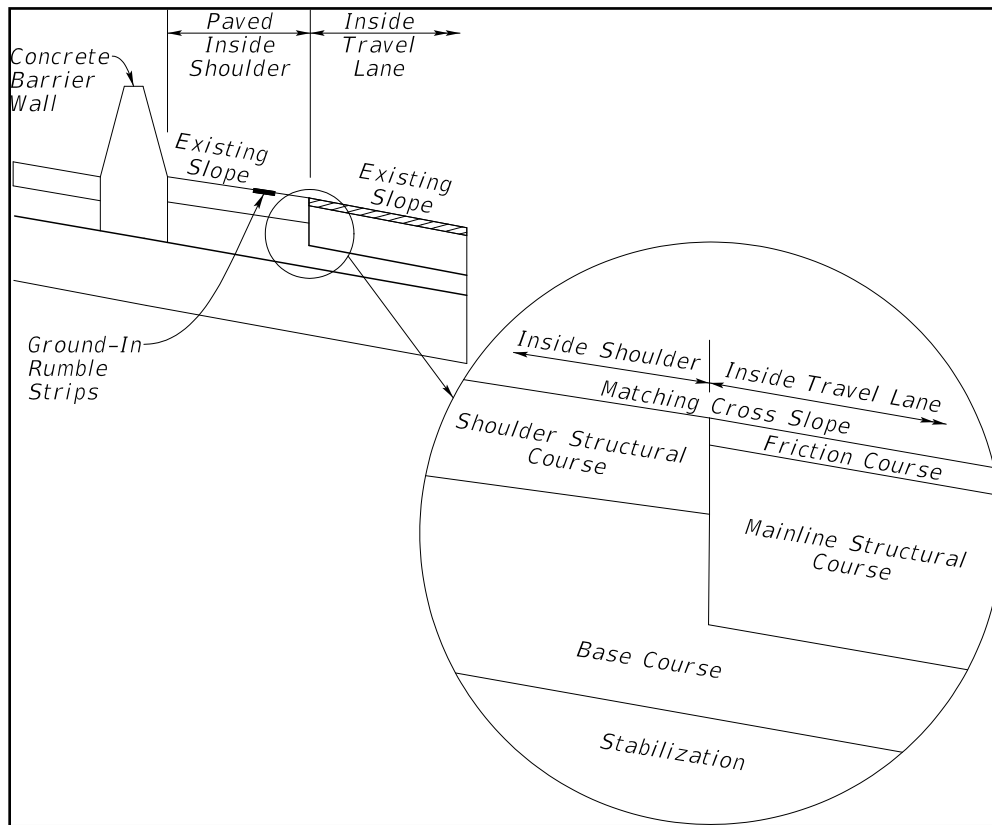 Concrete
Barrier
Wall
Paved
Inside
Shoulder
Inside
Travel
Lane
Existing
Slope
Existing
Slope
Ground-In
Rumble
Strips
Inside Shoulder
Inside Travel Lane
Matching Cross Slope
Shoulder Structural
Course
Friction Course
Mainline Structural
Course
Base Course
Stabilization